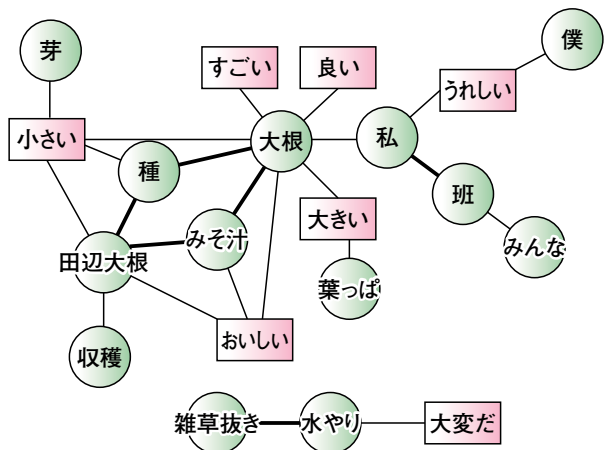 芽
僕
すごい
良い
うれしい
小さい
大根
私
種
班
大きい
みそ汁
みんな
田辺大根
葉っぱ
おいしい
収穫
雑草抜き
水やり
大変だ